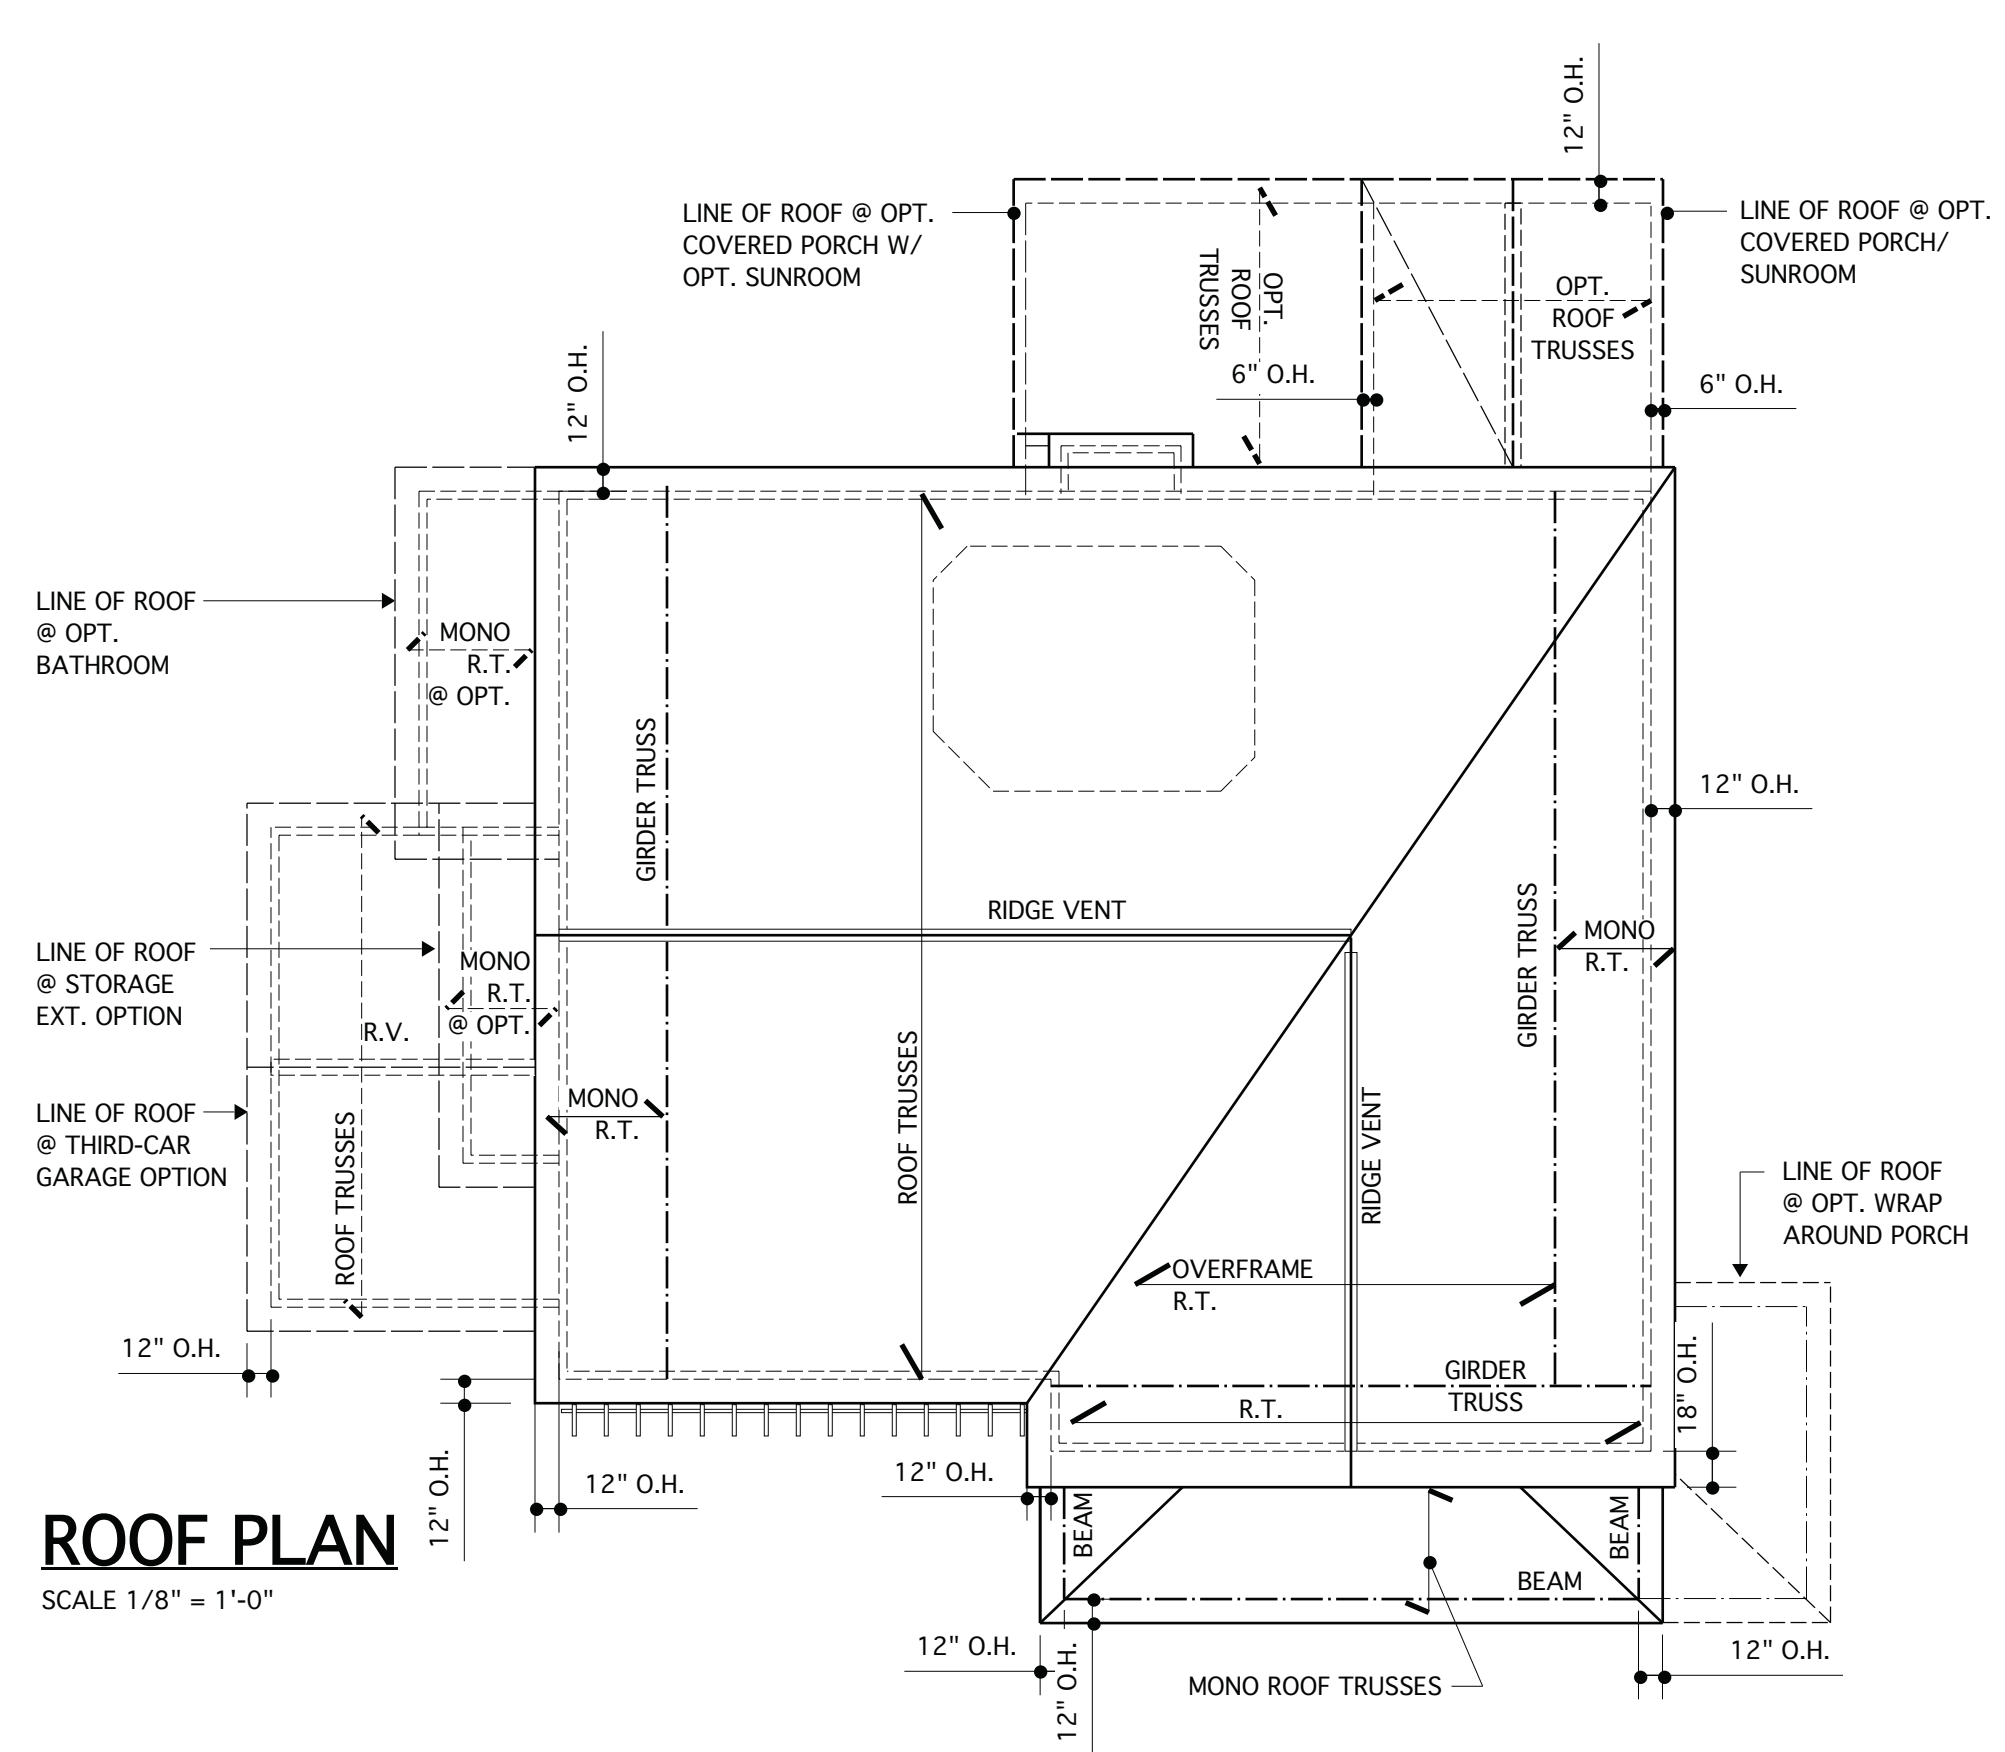 12" O.H.
LINE OF ROOF @ OPT.
COVERED PORCH W/
OPT. SUNROOM
LINE OF ROOF @ OPT.
COVERED PORCH/
SUNROOM
OPT.
ROOF
TRUSSES
OPT.
ROOF
TRUSSES
6" O.H.
6" O.H.
12" O.H.
LINE OF ROOF
@ OPT.
BATHROOM
MONO
R.T.
@ OPT.
GIRDER TRUSS
12" O.H.
RIDGE VENT
GIRDER TRUSS
MONO
R.T.
LINE OF ROOF
@ STORAGE
EXT. OPTION
MONO
R.T.
@ OPT.
R.V.
LINE OF ROOF
@ THIRD-CAR
GARAGE OPTION
ROOF TRUSSES
MONO
R.T.
ROOF TRUSSES
RIDGE VENT
LINE OF ROOF
@ OPT. WRAP
AROUND PORCH
OVERFRAME
R.T.
12" O.H.
GIRDER
TRUSS
R.T.
18" O.H.
12" O.H.
12" O.H.
12" O.H.
BEAM
BEAM
BEAM
ROOF PLAN
SCALE 1/8" = 1'-0"
12" O.H.
12" O.H.
MONO ROOF TRUSSES
12" O.H.